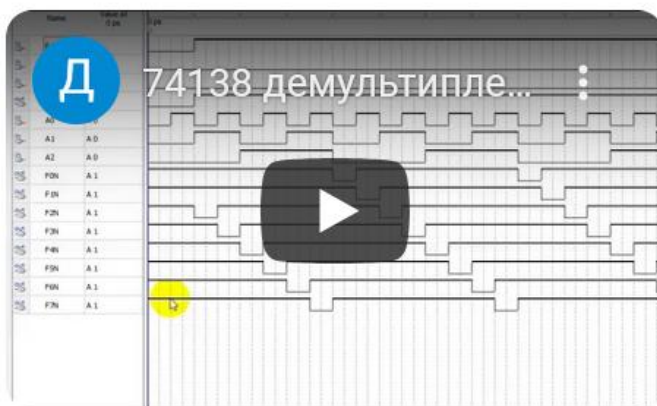 Name Value at
0 ps
0 ps
Д
74138 демультипле...
A0
A1 A 0
A2 A 0
F0N A 1
F1N A 1
F2N A 1
F3N A 1
F4N A 1
F5N A 1
F6N A 1
F7N A 1